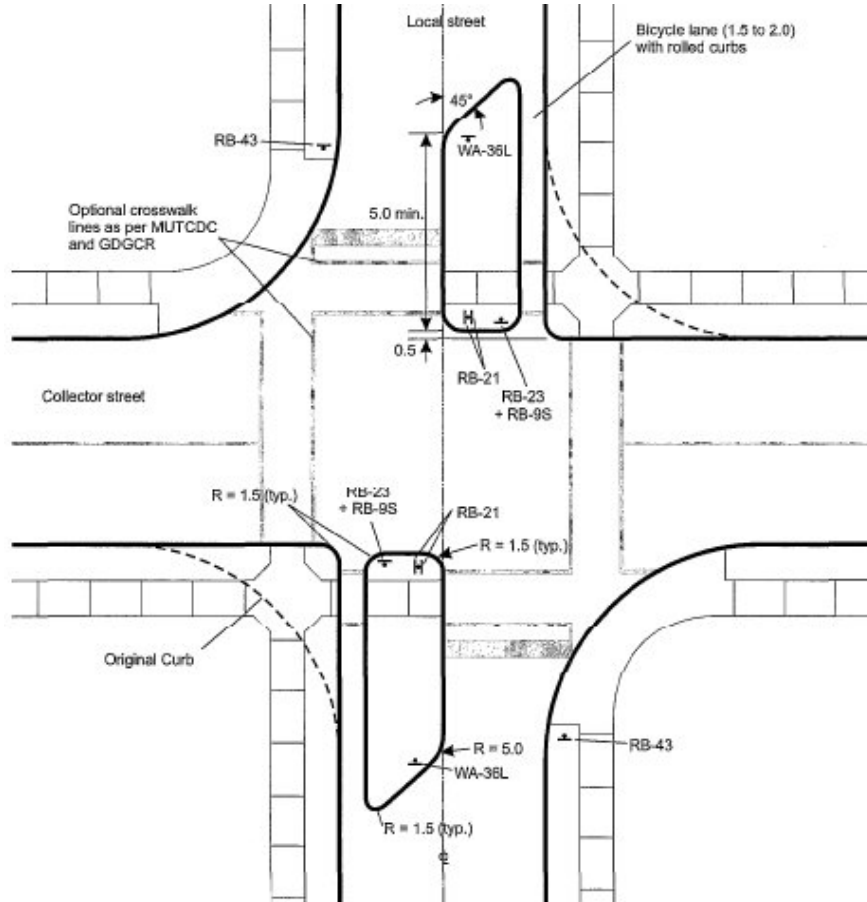 Local street
Bicycle lane (1.5 to 2.0)
with rolled curbs
45°
RB-43
WA-36L
Optional crosswalk
lines as per MUTCDC
and GDGCR
5.0 min.
0.5
RB-21
RB-23
+ RB-9S
Collector street
R = 1.5 (typ.)
RB-23
+ RB-9S
RB-21
R = 1.5 (typ.)
Original Curb
R = 5.0
RB-43
WA-36L
R = 1.5 (typ.)